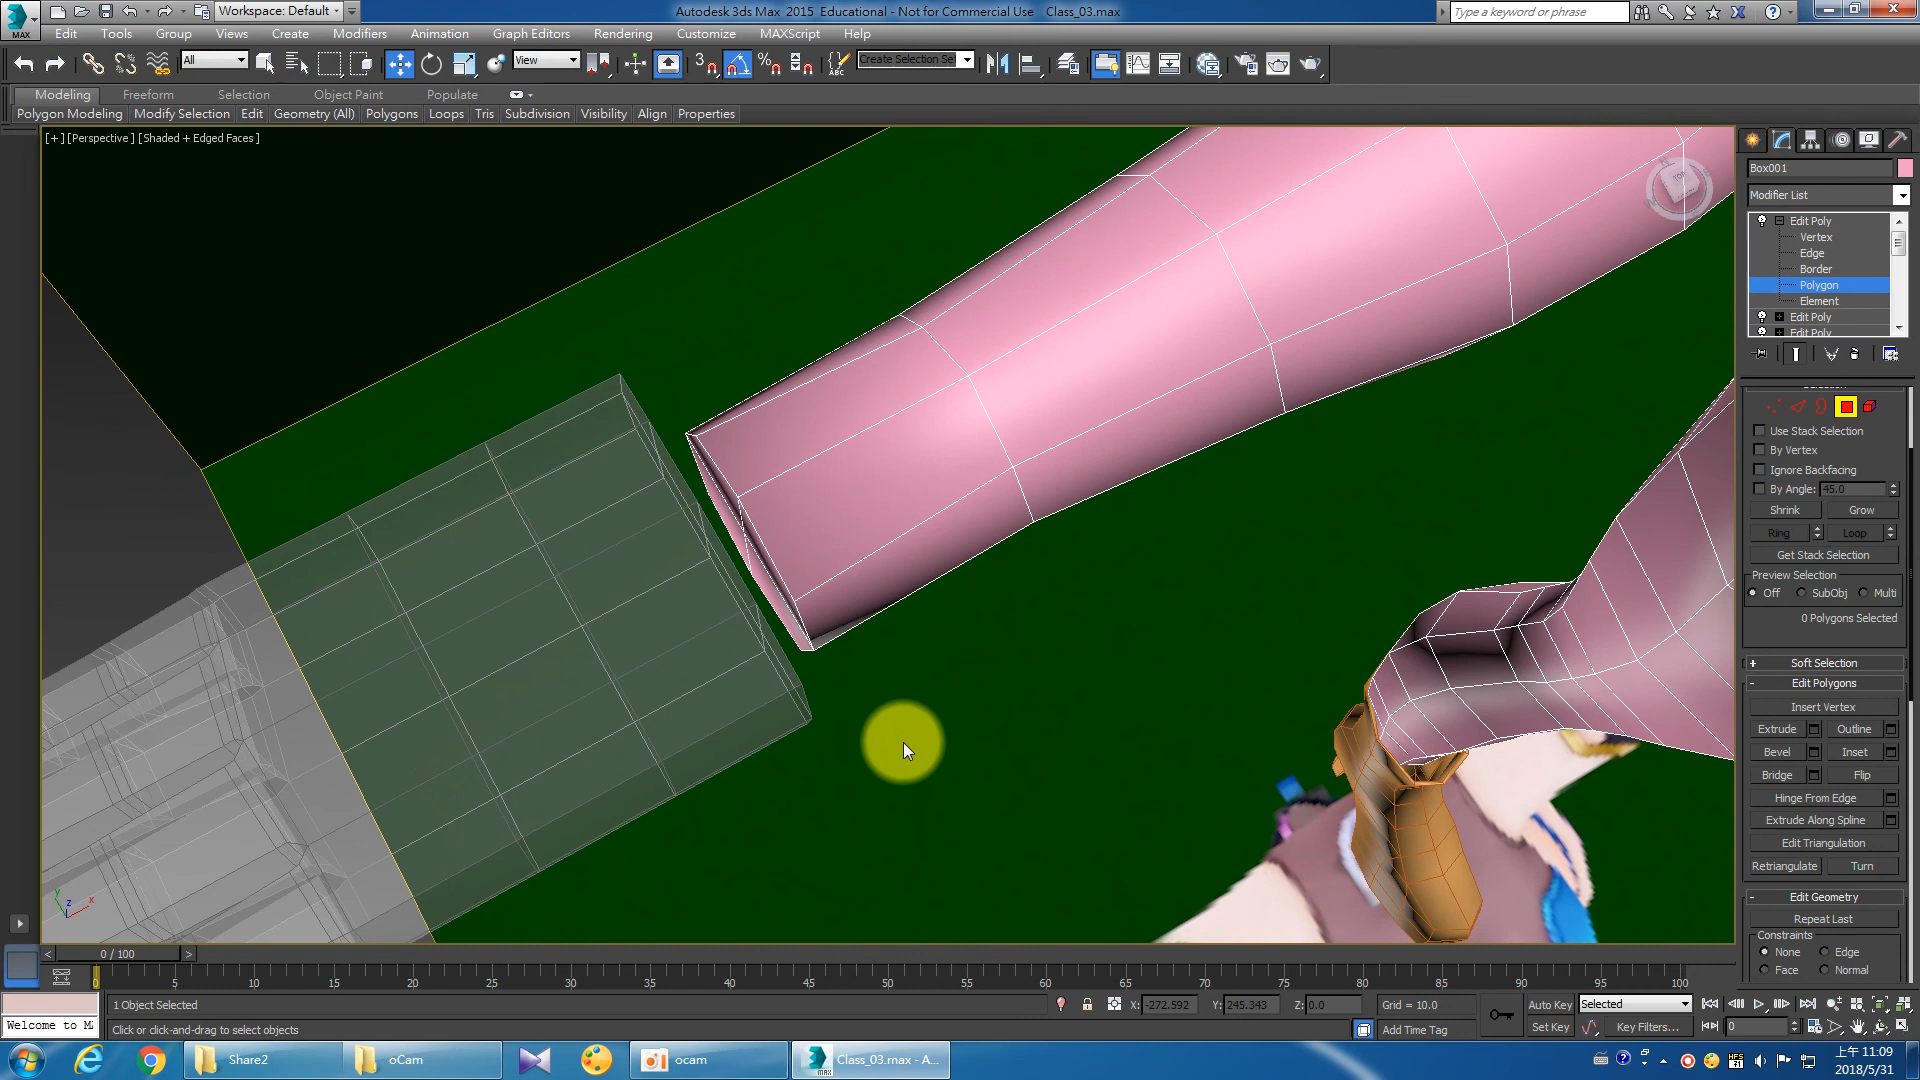 Workspace: Default
Autodesk 3ds Max 2015 Educational - Not for Commercial Use Class_03.max
Type a keyword or phrase
MAX
Edit Tools Group Views Create Modifiers Animation Graph Editors Rendering Customize MAXScript Help
All
View
3
ABC
Create Selection Se
Modeling Freeform Selection Object Paint Populate
Polygon Modeling Modify Selection Edit Geometry (All) Polygons Loops Tris Subdivision Visibility Align Properties
[+] [Perspective] [Shaded + Edged Faces]
TOP
Box001
Modifier List
Edit Poly
Vertex
Edge
Border
Polygon
Element
Edit Poly
Edit Poly
Use Stack Selection
By Vertex
Ignore Backfacing
By Angle: 45.0
Shrink Grow
Ring Loop
Get Stack Selection
Preview Selection
Off SubObj Multi
0 Polygons Selected
+ Soft Selection
- Edit Polygons
Insert Vertex
Extrude Outline
Bevel Inset
Bridge Flip
Hinge From Edge
Extrude Along Spline
Edit Triangulation
Retriangulate Turn
- Edit Geometry
Repeat Last
Constraints
None Edge
Face Normal
y z x
< 0 / 100 >
0 5 10 15 20 25 30 35 40 45 50 55 60 65 70 75 80 85 90 95 100
1 Object Selected
X: -272.592 Y: 245.343 Z: 0.0 Grid = 10.0
Auto Key Selected
Welcome to M
Click or click-and-drag to select objects
Add Time Tag
Set Key Key Filters... 0
Share2
oCam
ocam
Class_03.max - A...
上午 11:09
2018/5/31